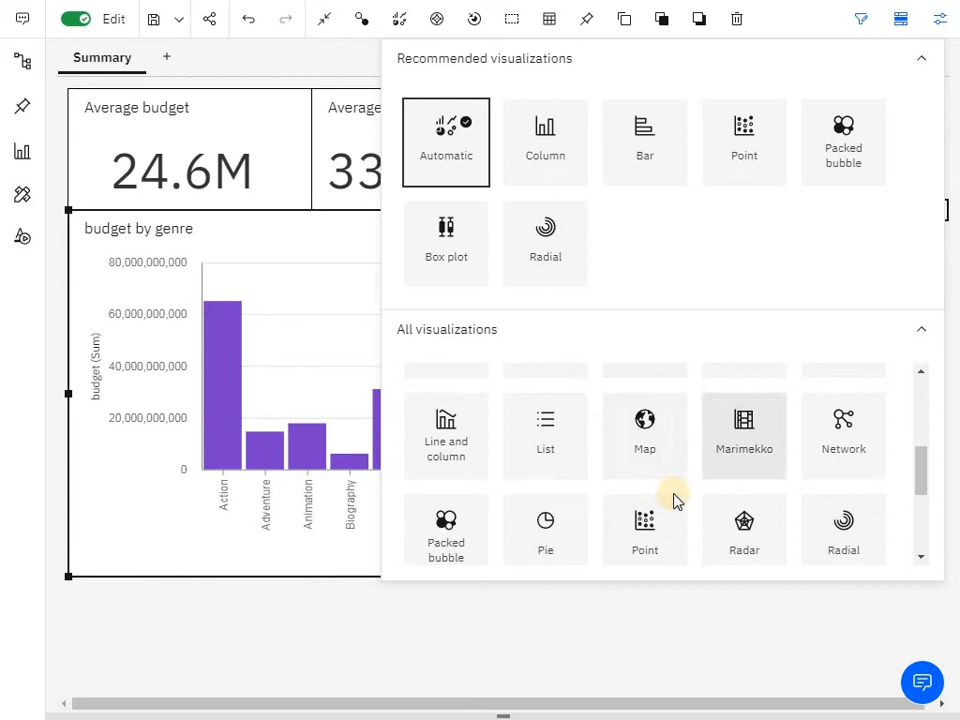 Edit
Summary
+
Average budget
Average
24.6M
33
budget by genre
80,000,000,000
60,000,000,000
40,000,000,000
20,000,000,000
0
budget (Sum)
Action
Adventure
Animation
Biography
Recommended visualizations
Automatic
Column
Bar
Point
Packed
bubble
Box plot
Radial
All visualizations
Line and
column
List
Map
Marimekko
Network
Packed
bubble
Pie
Point
Radar
Radial